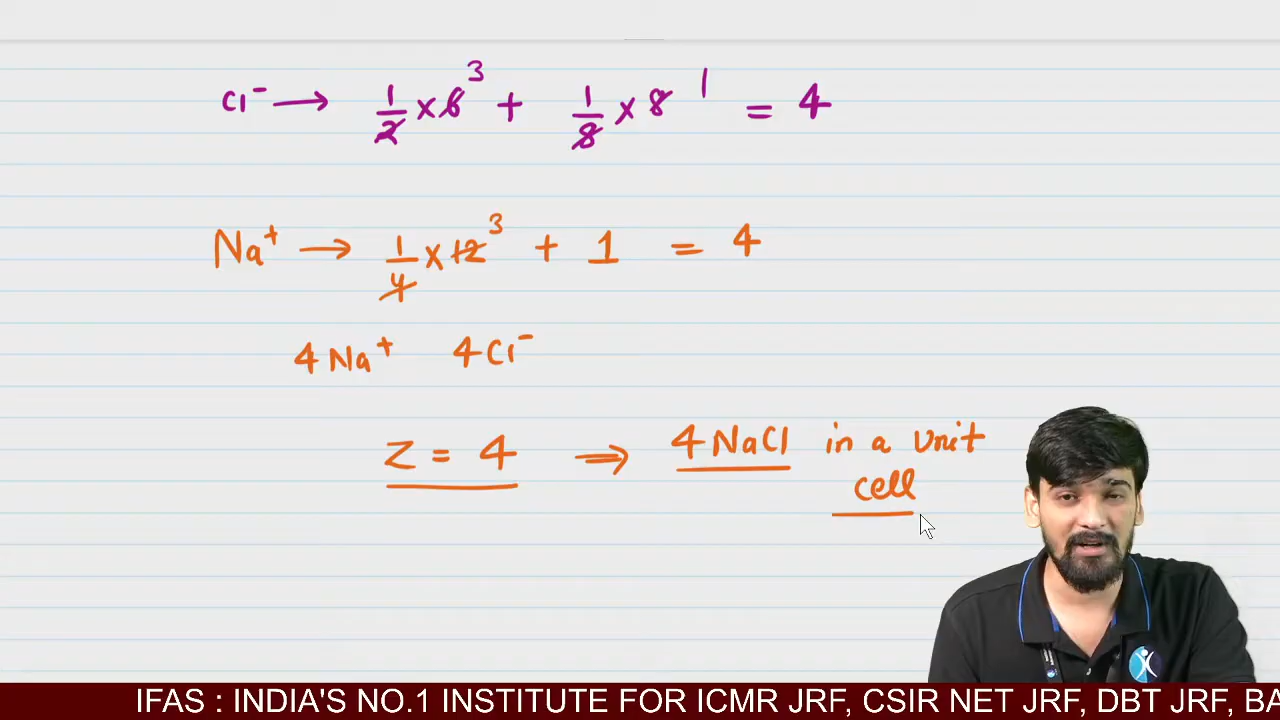 Cl⁻ → 1/2 × 6 3 + 1/8 × 8 1 = 4
Na⁺ → 1/4 × 12 3 + 1 = 4
4 Na⁺ 4 Cl⁻
Z = 4 ⇒ 4 NaCl in a unit
cell
IFAS : INDIA'S NO.1 INSTITUTE FOR ICMR JRF, CSIR NET JRF, DBT JRF, BA